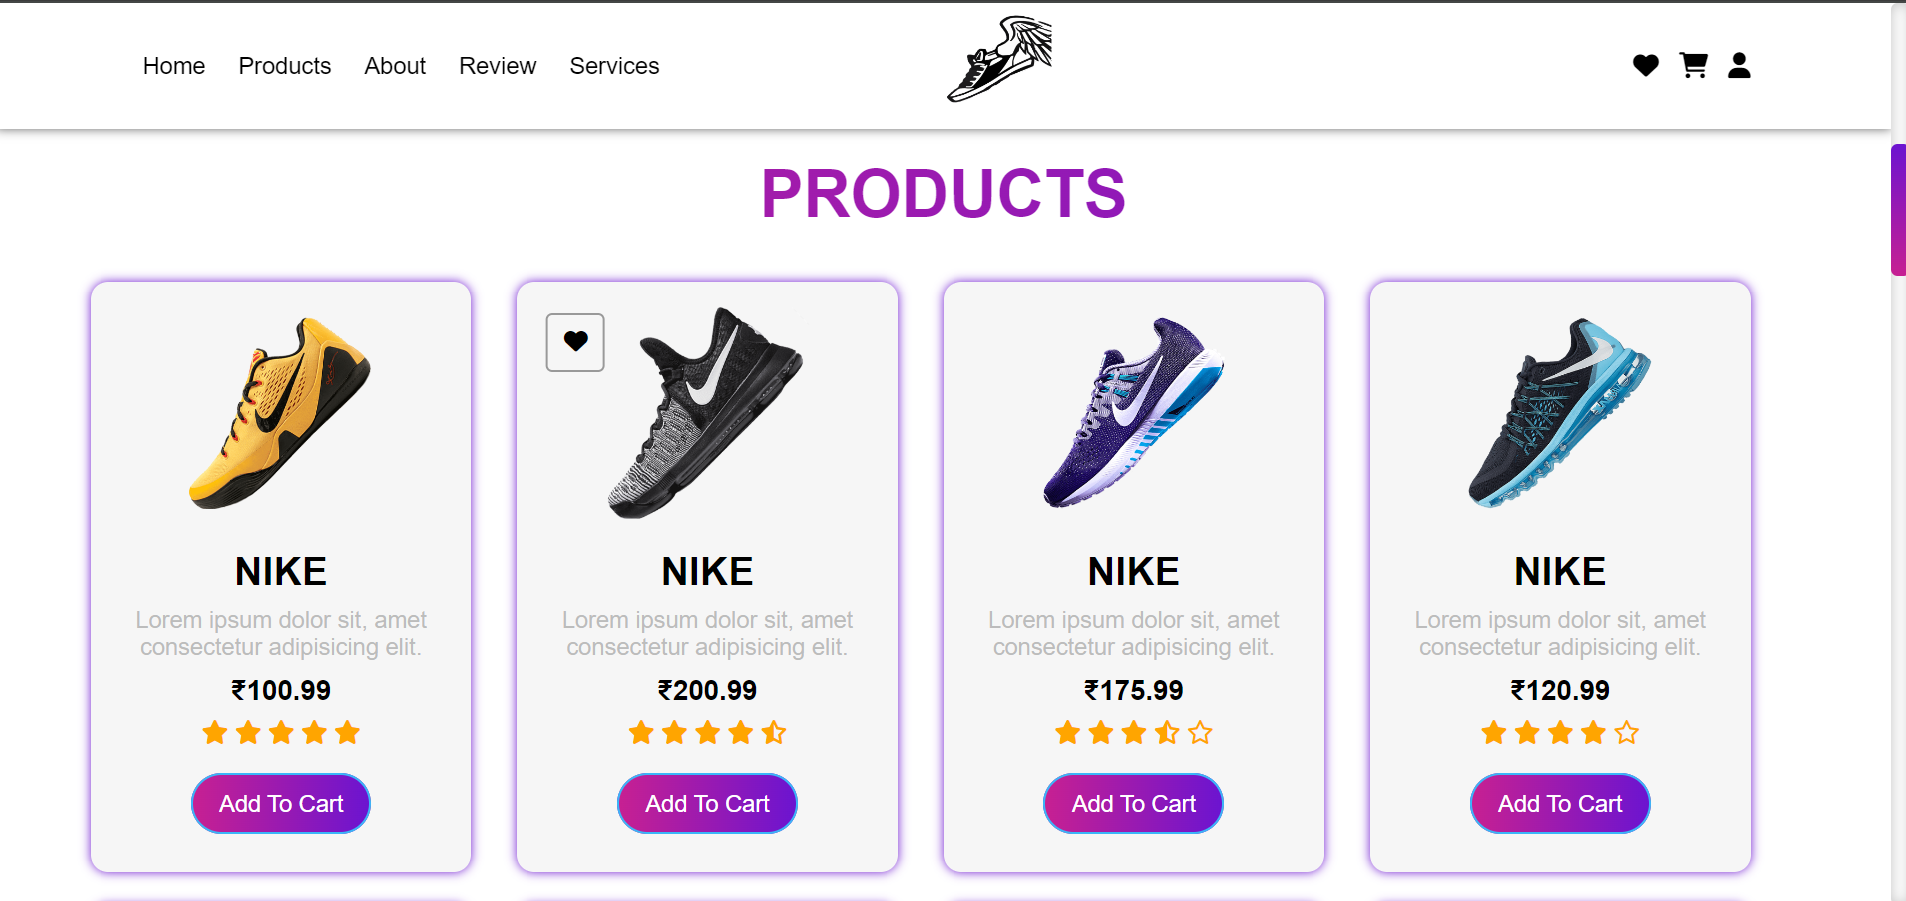 Home Products About Review Services
PRODUCTS
NIKE
Lorem ipsum dolor sit, amet
consectetur adipisicing elit.
₹100.99
Add To Cart
NIKE
Lorem ipsum dolor sit, amet
consectetur adipisicing elit.
₹200.99
Add To Cart
NIKE
Lorem ipsum dolor sit, amet
consectetur adipisicing elit.
₹175.99
Add To Cart
NIKE
Lorem ipsum dolor sit, amet
consectetur adipisicing elit.
₹120.99
Add To Cart